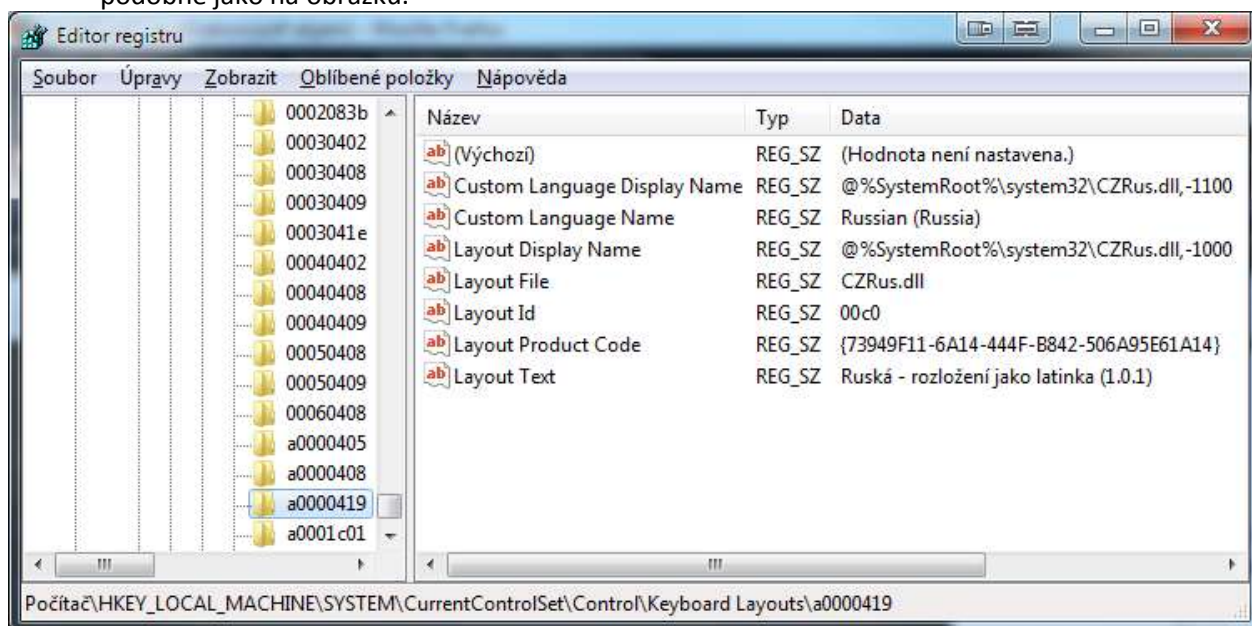 podobně jako na obrázku.
Editor registru
Soubor Úpravy Zobrazit Oblíbené položky Nápověda
0002083b
00030402
00030408
00030409
0003041e
00040402
00040408
00040409
00050408
00050409
00060408
a0000405
a0000408
a0000419
a0001c01
Název Typ Data
(Výchozí) REG_SZ (Hodnota není nastavena.)
Custom Language Display Name REG_SZ @%SystemRoot%\system32\CZRus.dll,-1100
Custom Language Name REG_SZ Russian (Russia)
Layout Display Name REG_SZ @%SystemRoot%\system32\CZRus.dll,-1000
Layout File REG_SZ CZRus.dll
Layout Id REG_SZ 00c0
Layout Product Code REG_SZ {73949F11-6A14-444F-B842-506A95E61A14}
Layout Text REG_SZ Ruská - rozložení jako latinka (1.0.1)
Počítač\HKEY_LOCAL_MACHINE\SYSTEM\CurrentControlSet\Control\Keyboard Layouts\a0000419